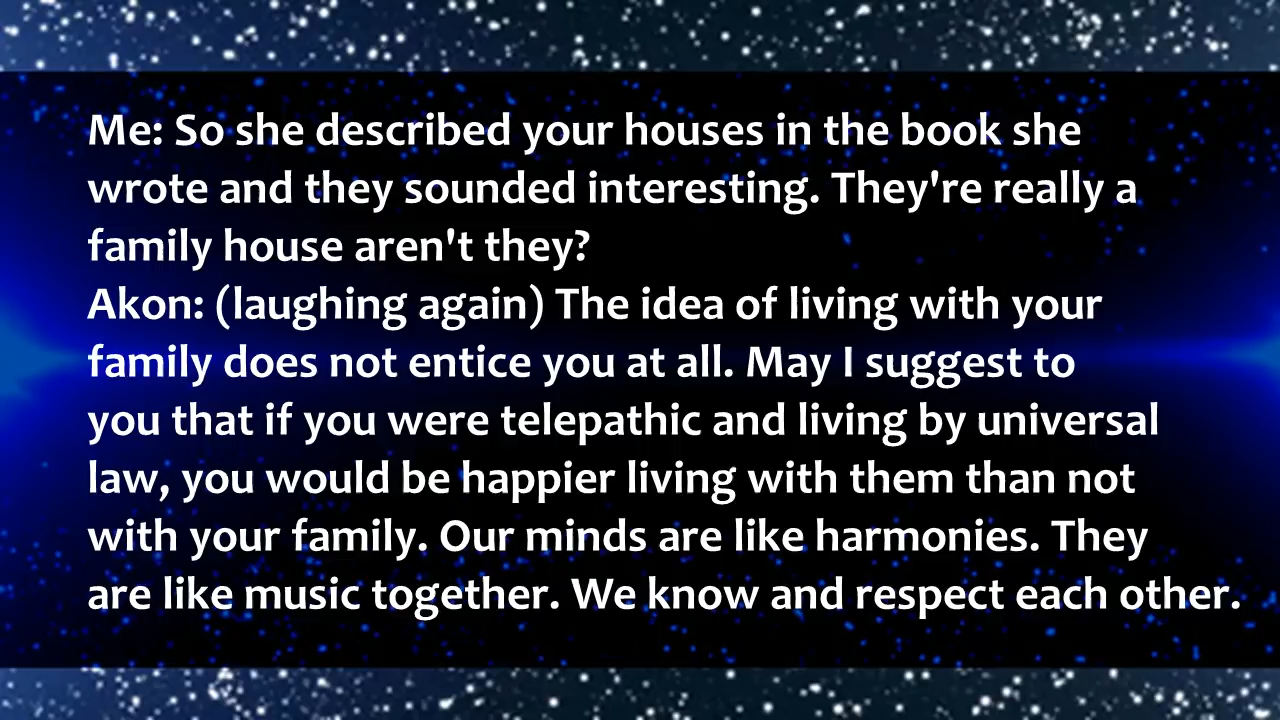 Me: So she described your houses in the book she
wrote and they sounded interesting. They're really a
family house aren't they?
Akon: (laughing again) The idea of living with your
family does not entice you at all. May I suggest to
you that if you were telepathic and living by universal
law, you would be happier living with them than not
with your family. Our minds are like harmonies. They
are like music together. We know and respect each other.